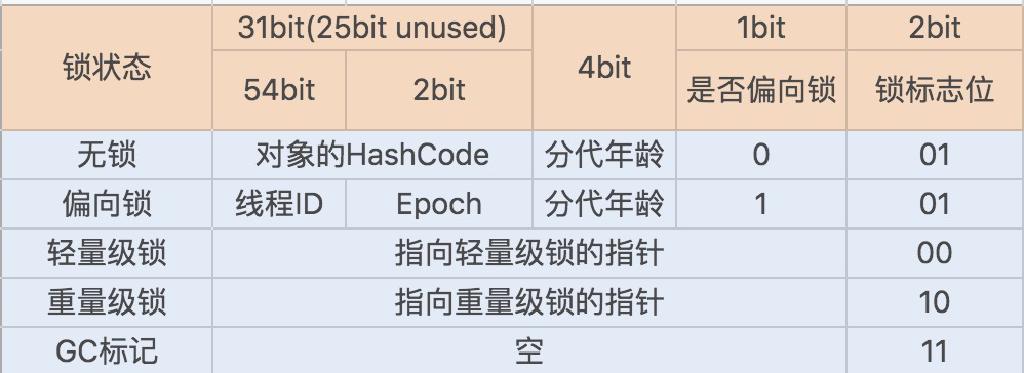 锁状态 31bit(25bit unused) 4bit 1bit 2bit
54bit 2bit 是否偏向锁 锁标志位
无锁 对象的HashCode 分代年龄 0 01
偏向锁 线程ID Epoch 分代年龄 1 01
轻量级锁 指向轻量级锁的指针 00
重量级锁 指向重量级锁的指针 10
GC标记 空 11